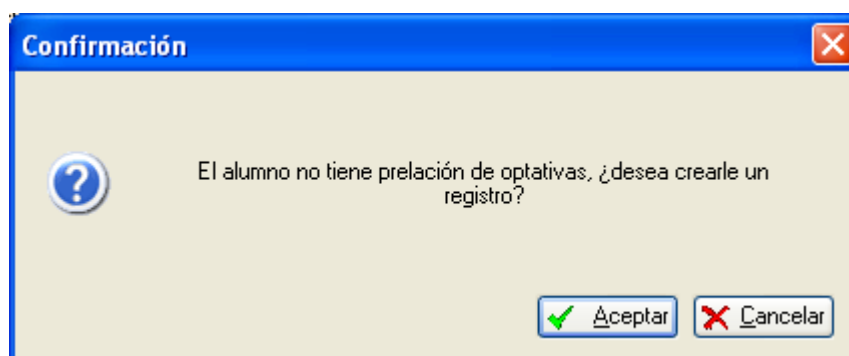 Confirmación
El alumno no tiene prelación de optativas, ¿desea crearle un
registro?
Aceptar
Cancelar